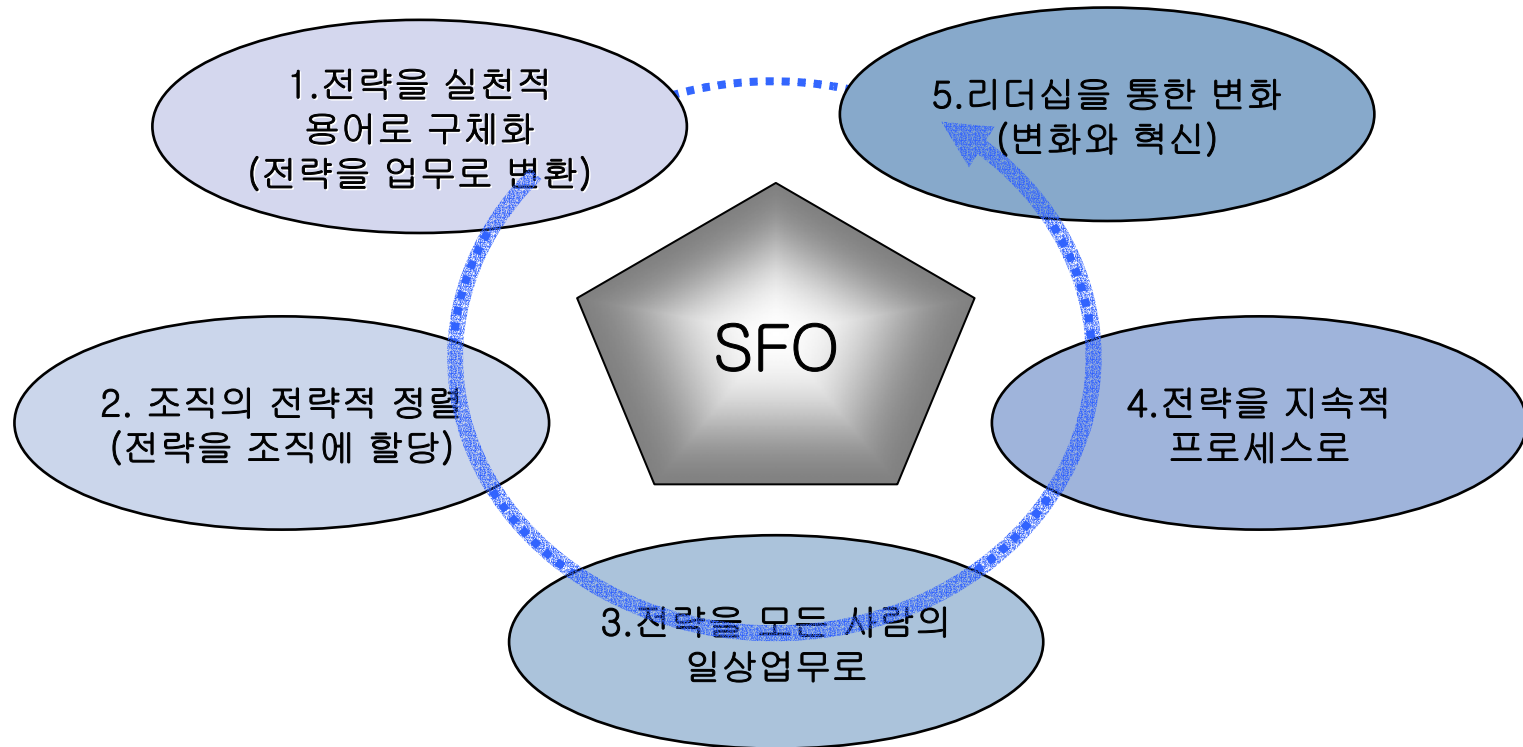 1.전략을 실천적
용어로 구체화
(전략을 업무로 변환)
5.리더십을 통한 변화
(변화와 혁신)
SFO
2. 조직의 전략적 정렬
(전략을 조직에 할당)
4.전략을 지속적
프로세스로
3.전략을 모든 사람의
일상업무로